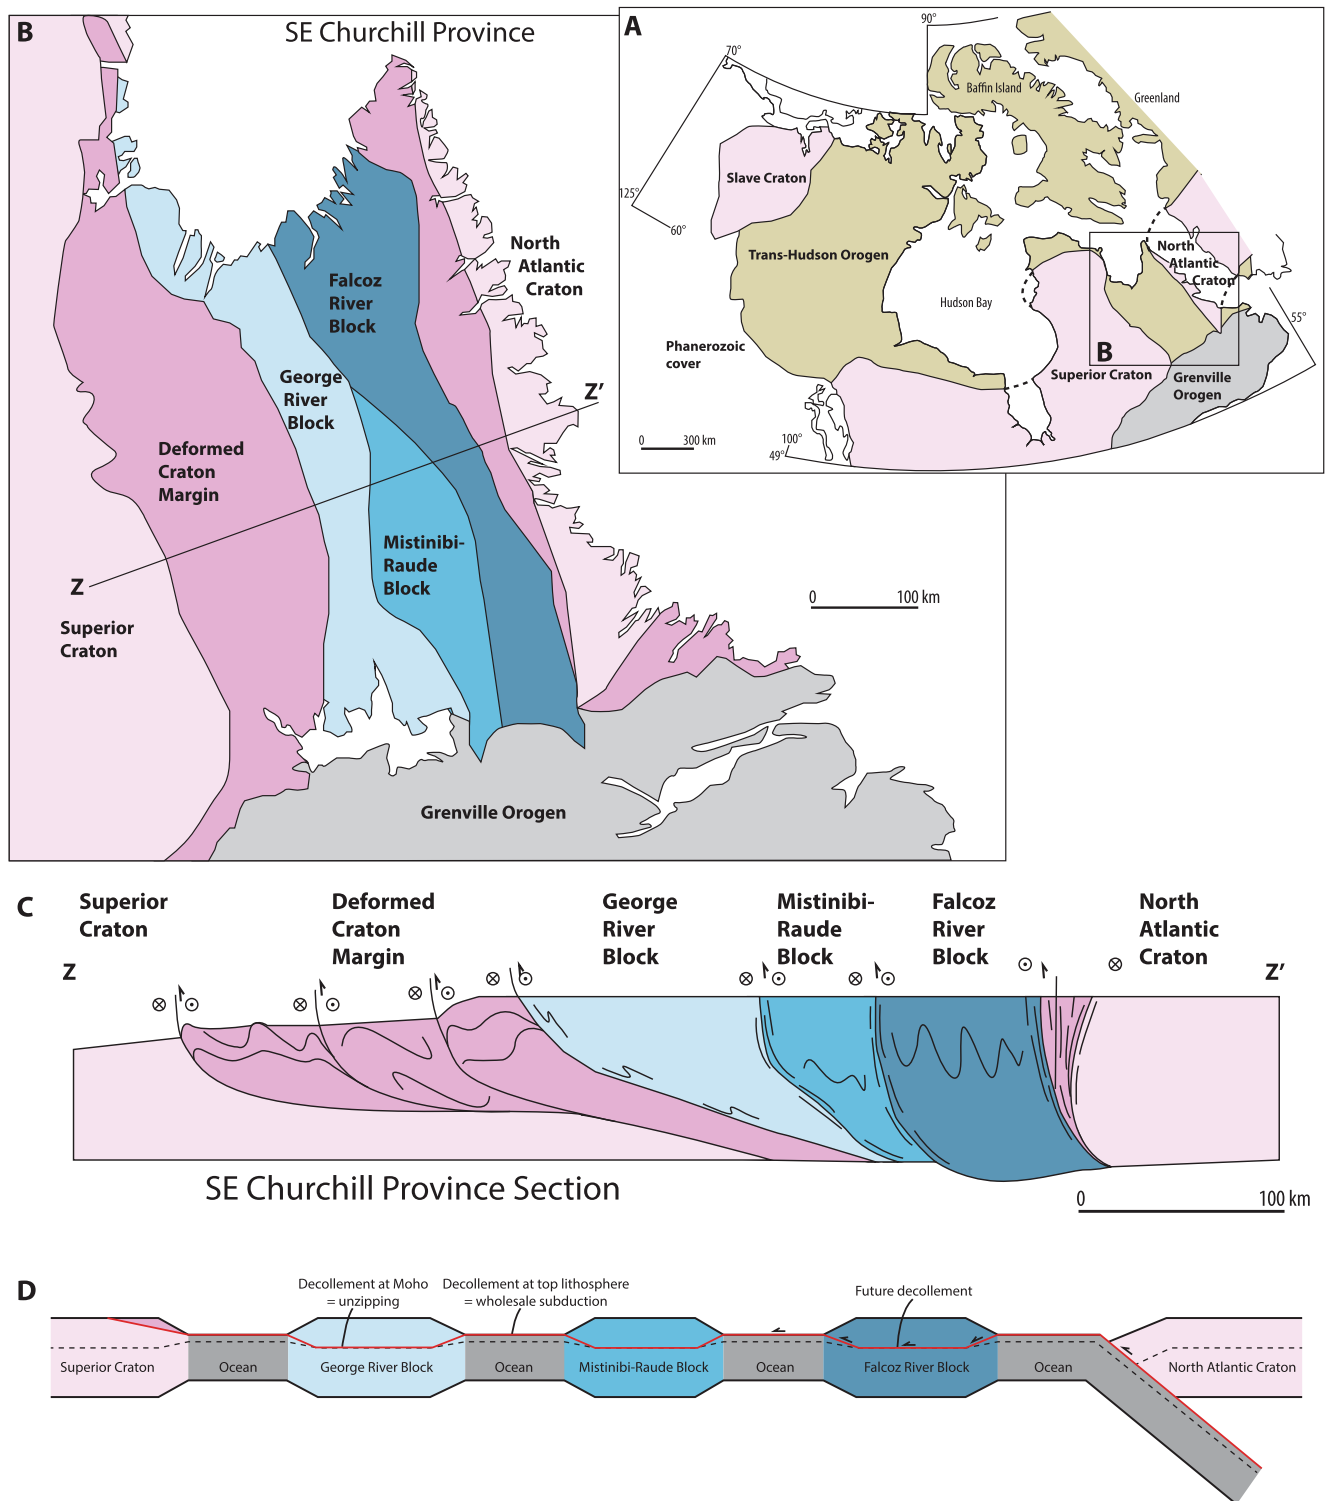 B
SE Churchill Province
Falcoz
River
Block
North
Atlantic
Craton
George
River
Block
Z’
Deformed
Craton
Margin
Mistinibi-
Raude
Block
Z
Superior
Craton
0 100 km
Grenville Orogen
A
90°
70°
Baffin Island
Greenland
Slave Craton
125°
60°
Trans-Hudson Orogen
North
Atlantic
Craton
Hudson Bay
55°
Phanerozoic
cover
B
Superior Craton
Grenville
Orogen
0 300 km
100°
49°
C
Superior
Craton
Deformed
Craton
Margin
George
River
Block
Mistinibi-
Raude
Block
Falcoz
River
Block
North
Atlantic
Craton
Z
Z’
SE Churchill Province Section
0 100 km
D
Decollement at Moho
= unzipping
Decollement at top lithosphere
= wholesale subduction
Future decollement
Superior Craton
Ocean
George River Block
Ocean
Mistinibi-Raude Block
Ocean
Falcoz River Block
Ocean
North Atlantic Craton